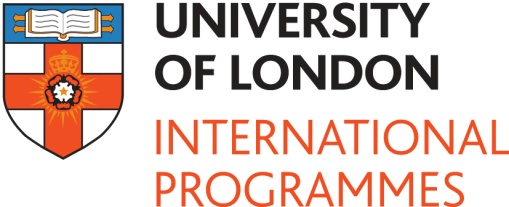 UNIVERSITY
OF LONDON
INTERNATIONAL
PROGRAMMES